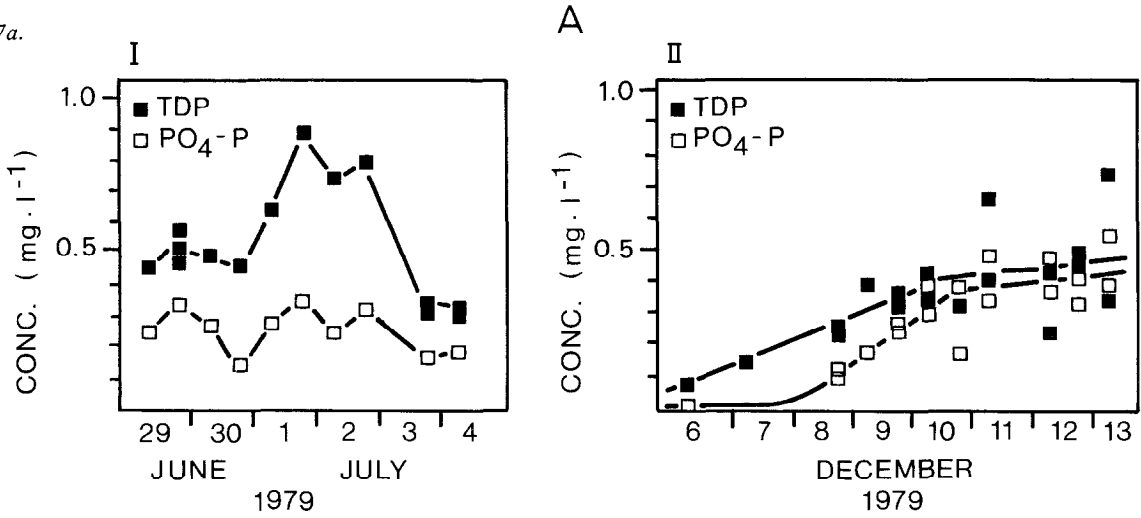 7a.
A
I
1.0
■ TDP
□ PO4-P
0.5
CONC. (mg·l-1)
29 30 1 2 3 4
JUNE JULY
1979
II
1.0
■ TDP
□ PO4-P
0.5
CONC. (mg·l-1)
6 7 8 9 10 11 12 13
DECEMBER
1979